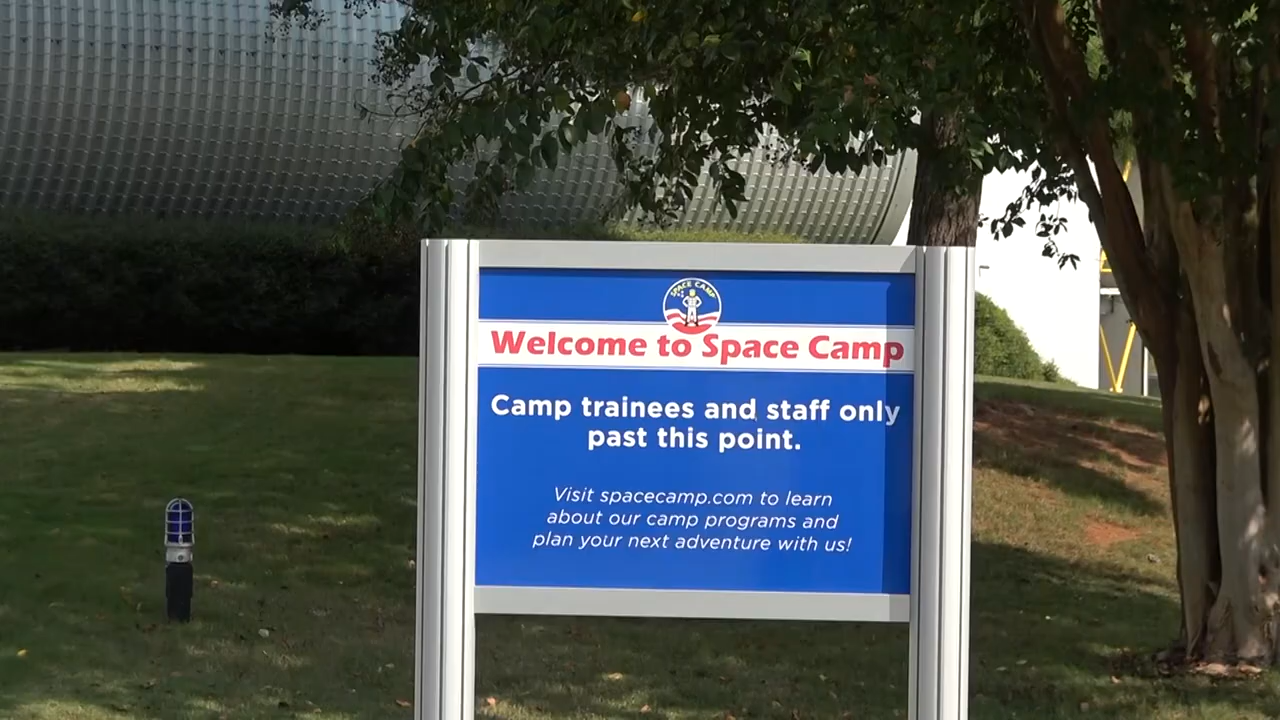 SPACE CAMP
Welcome to Space Camp
Camp trainees and staff only
past this point.
Visit spacecamp.com to learn
about our camp programs and
plan your next adventure with us!